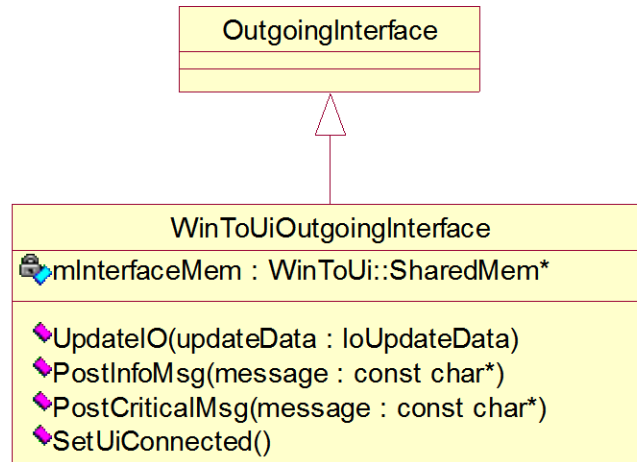 OutgoingInterface
WinToUiOutgoingInterface
mInterfaceMem : WinToUi::SharedMem*
UpdateIO(updateData : IoUpdateData)
PostInfoMsg(message : const char*)
PostCriticalMsg(message : const char*)
SetUiConnected()